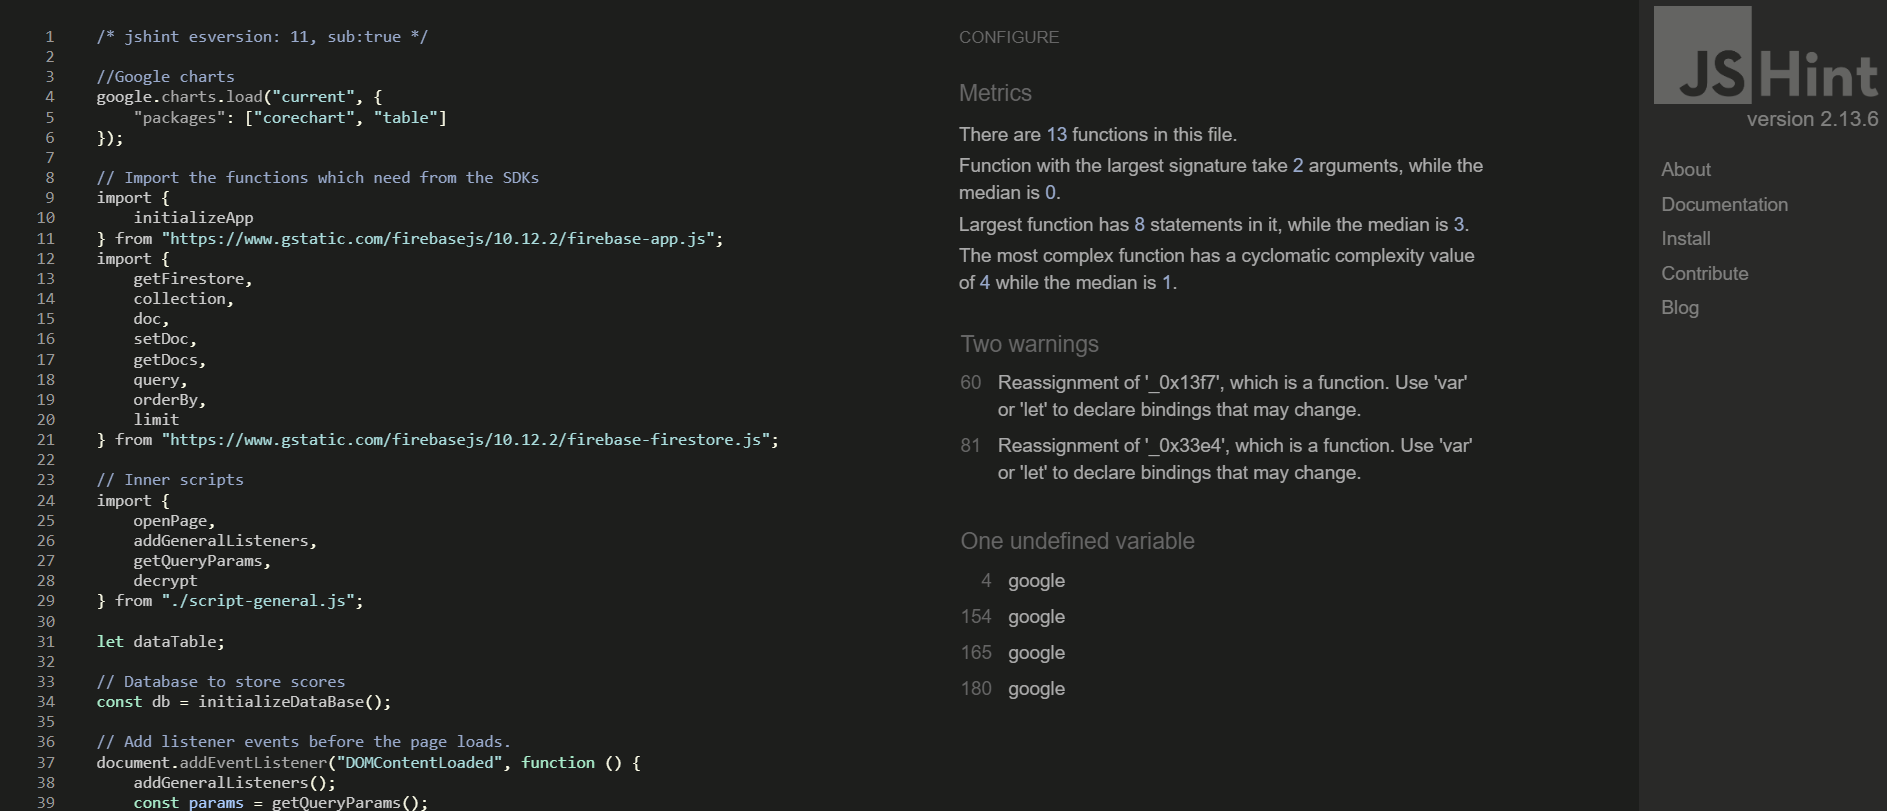 1 /* jshint esversion: 11, sub:true */
2
3 //Google charts
4 google.charts.load("current", {
5 "packages": ["corechart", "table"]
6 });
7
8 // Import the functions which need from the SDKs
9 import {
10 initializeApp
11 } from "https://www.gstatic.com/firebasejs/10.12.2/firebase-app.js";
12 import {
13 getFirestore,
14 collection,
15 doc,
16 setDoc,
17 getDocs,
18 query,
19 orderBy,
20 limit
21 } from "https://www.gstatic.com/firebasejs/10.12.2/firebase-firestore.js";
22
23 // Inner scripts
24 import {
25 openPage,
26 addGeneralListeners,
27 getQueryParams,
28 decrypt
29 } from "./script-general.js";
30
31 let dataTable;
32
33 // Database to store scores
34 const db = initializeDataBase();
35
36 // Add listener events before the page loads.
37 document.addEventListener("DOMContentLoaded", function () {
38 addGeneralListeners();
39 const params = getQueryParams();
CONFIGURE
Metrics
There are 13 functions in this file.
Function with the largest signature take 2 arguments, while the
median is 0.
Largest function has 8 statements in it, while the median is 3.
The most complex function has a cyclomatic complexity value
of 4 while the median is 1.
Two warnings
60 Reassignment of '_0x13f7', which is a function. Use 'var'
or 'let' to declare bindings that may change.
81 Reassignment of '_0x33e4', which is a function. Use 'var'
or 'let' to declare bindings that may change.
One undefined variable
4 google
154 google
165 google
180 google
JSHint
version 2.13.6
About
Documentation
Install
Contribute
Blog